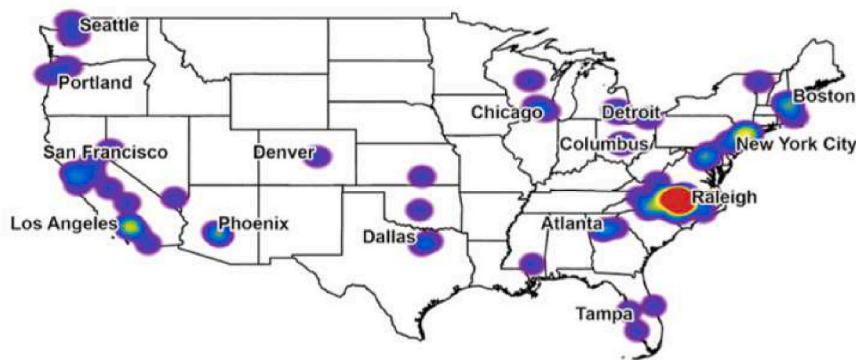 Seattle
Portland
Boston
Chicago
Detroit
New York City
Columbus
San Francisco
Denver
Raleigh
Los Angeles
Phoenix
Atlanta
Dallas
Tampa